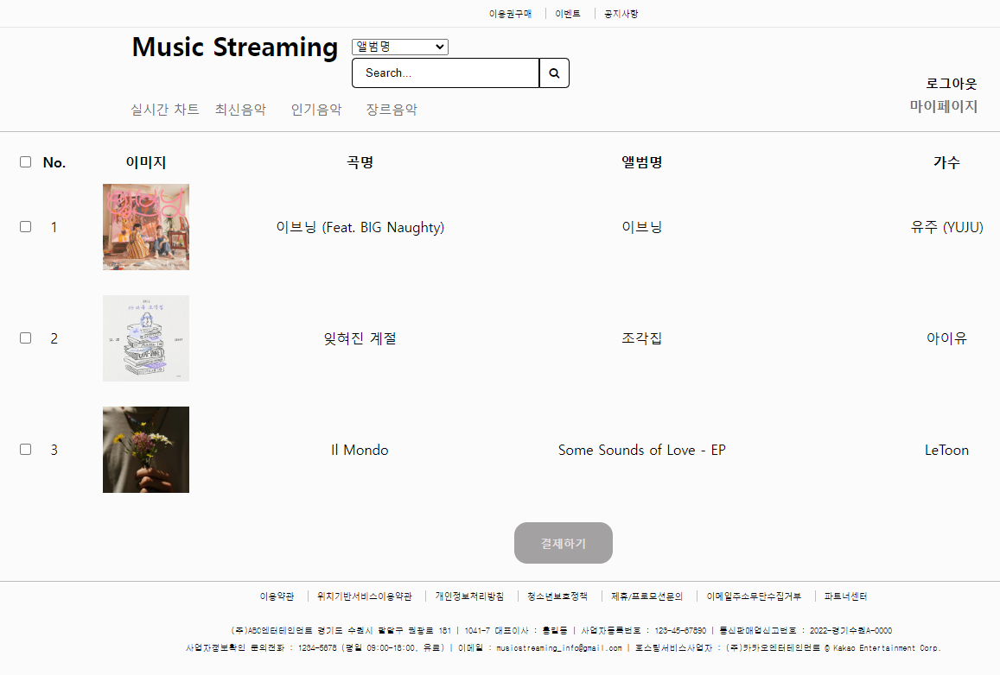 이용권구매 이벤트 공지사항
Music Streaming
앨범명
Search...
로그아웃
실시간 차트 최신음악 인기음악 장르음악
마이페이지
No. 이미지 곡명 앨범명 가수
1 이브닝 (Feat. BIG Naughty) 이브닝 유주 (YUJU)
2 잊혀진 계절 조각집 아이유
3 Il Mondo Some Sounds of Love - EP LeToon
결제하기
이용약관 위치기반서비스이용약관 개인정보처리방침 청소년보호정책 제휴/프로모션문의 이메일주소무단수집거부 파트너센터
(주)ABC엔터테인먼트 경기도 수원시 팔달구 권광로 181 | 1041-7 대표이사 : 홍길동 | 사업자등록번호 : 123-45-67890 | 통신판매업신고번호 : 2022-경기수원A-0000
사업자정보확인 문의전화 : 1234-5678 (평일 09:00-18:00, 유료) | 이메일 : musicstreaming_info@gmail.com | 호스팅서비스사업자 : (주)카카오엔터테인먼트 © Kakao Entertainment Corp.